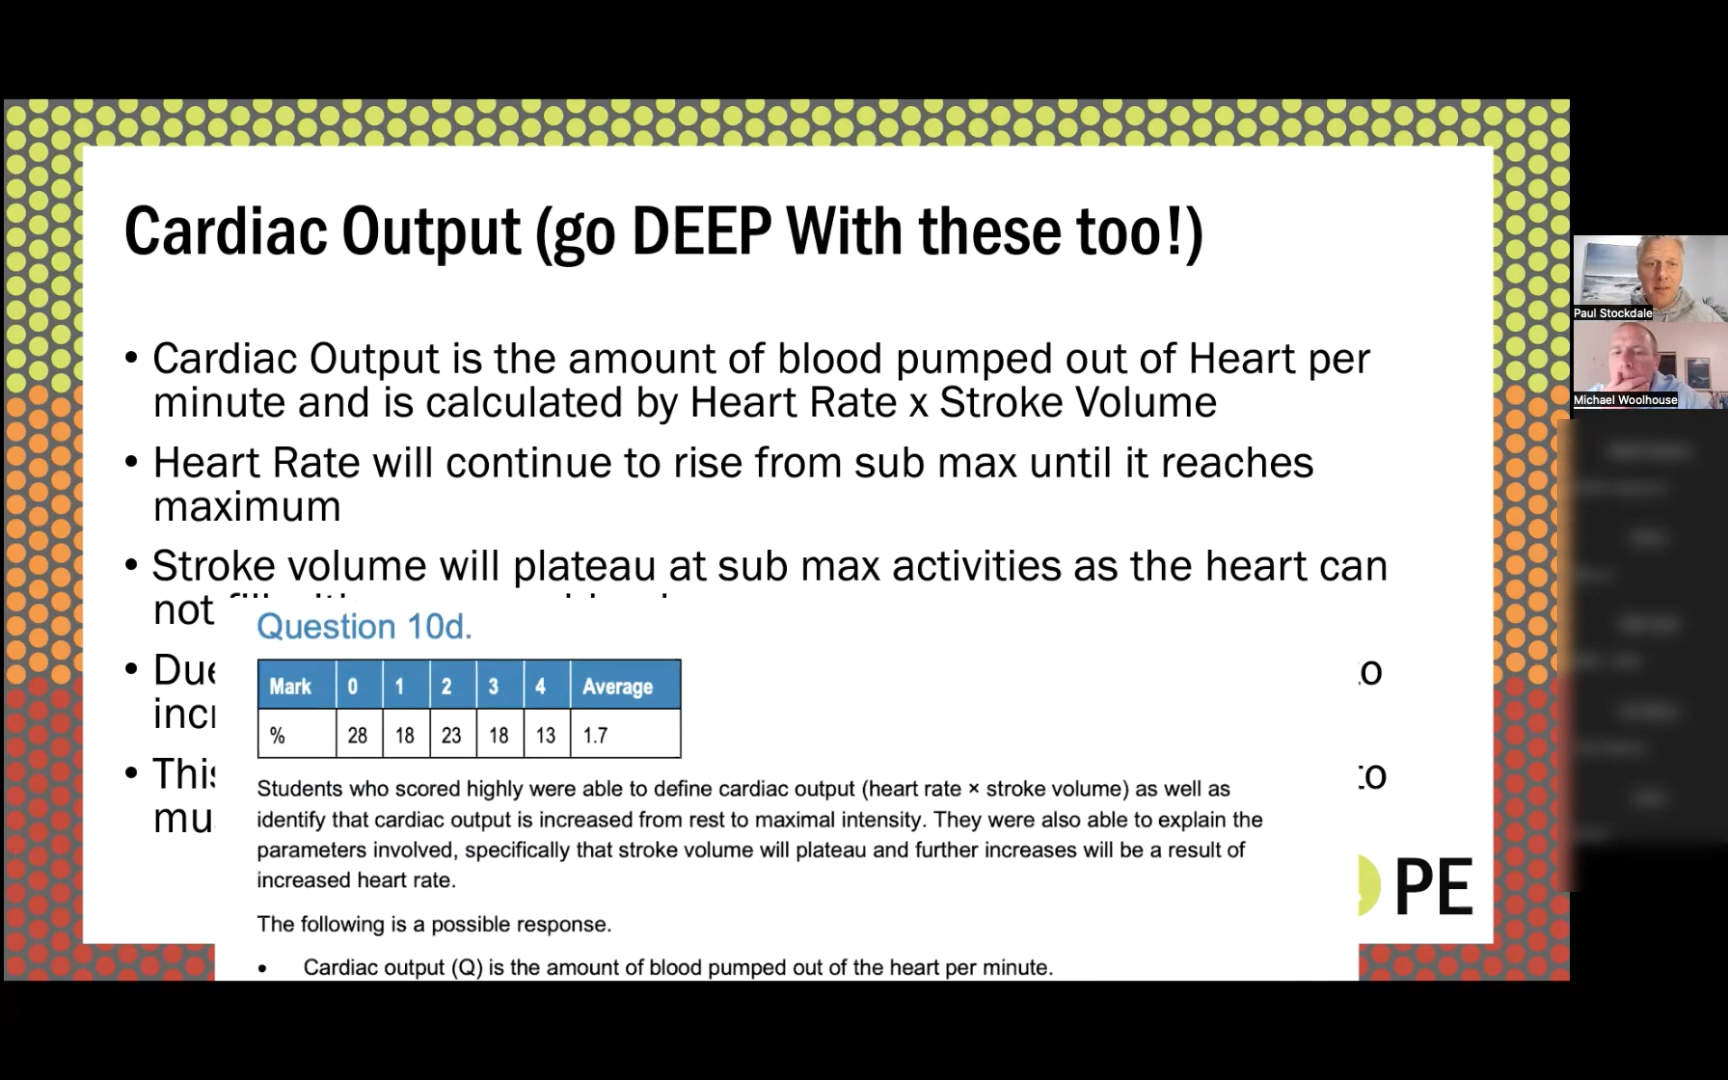 Cardiac Output (go DEEP With these too!)
• Cardiac Output is the amount of blood pumped out of Heart per
minute and is calculated by Heart Rate x Stroke Volume
• Heart Rate will continue to rise from sub max until it reaches
maximum
• Stroke volume will plateau at sub max activities as the heart can
not
Question 10d.
Mark 0 1 2 3 4 Average
% 28 18 23 18 13 1.7
Students who scored highly were able to define cardiac output (heart rate × stroke volume) as well as
identify that cardiac output is increased from rest to maximal intensity. They were also able to explain the
parameters involved, specifically that stroke volume will plateau and further increases will be a result of
increased heart rate.
The following is a possible response.
• Cardiac output (Q) is the amount of blood pumped out of the heart per minute.
PE
Paul Stockdale
Michael Woolhouse